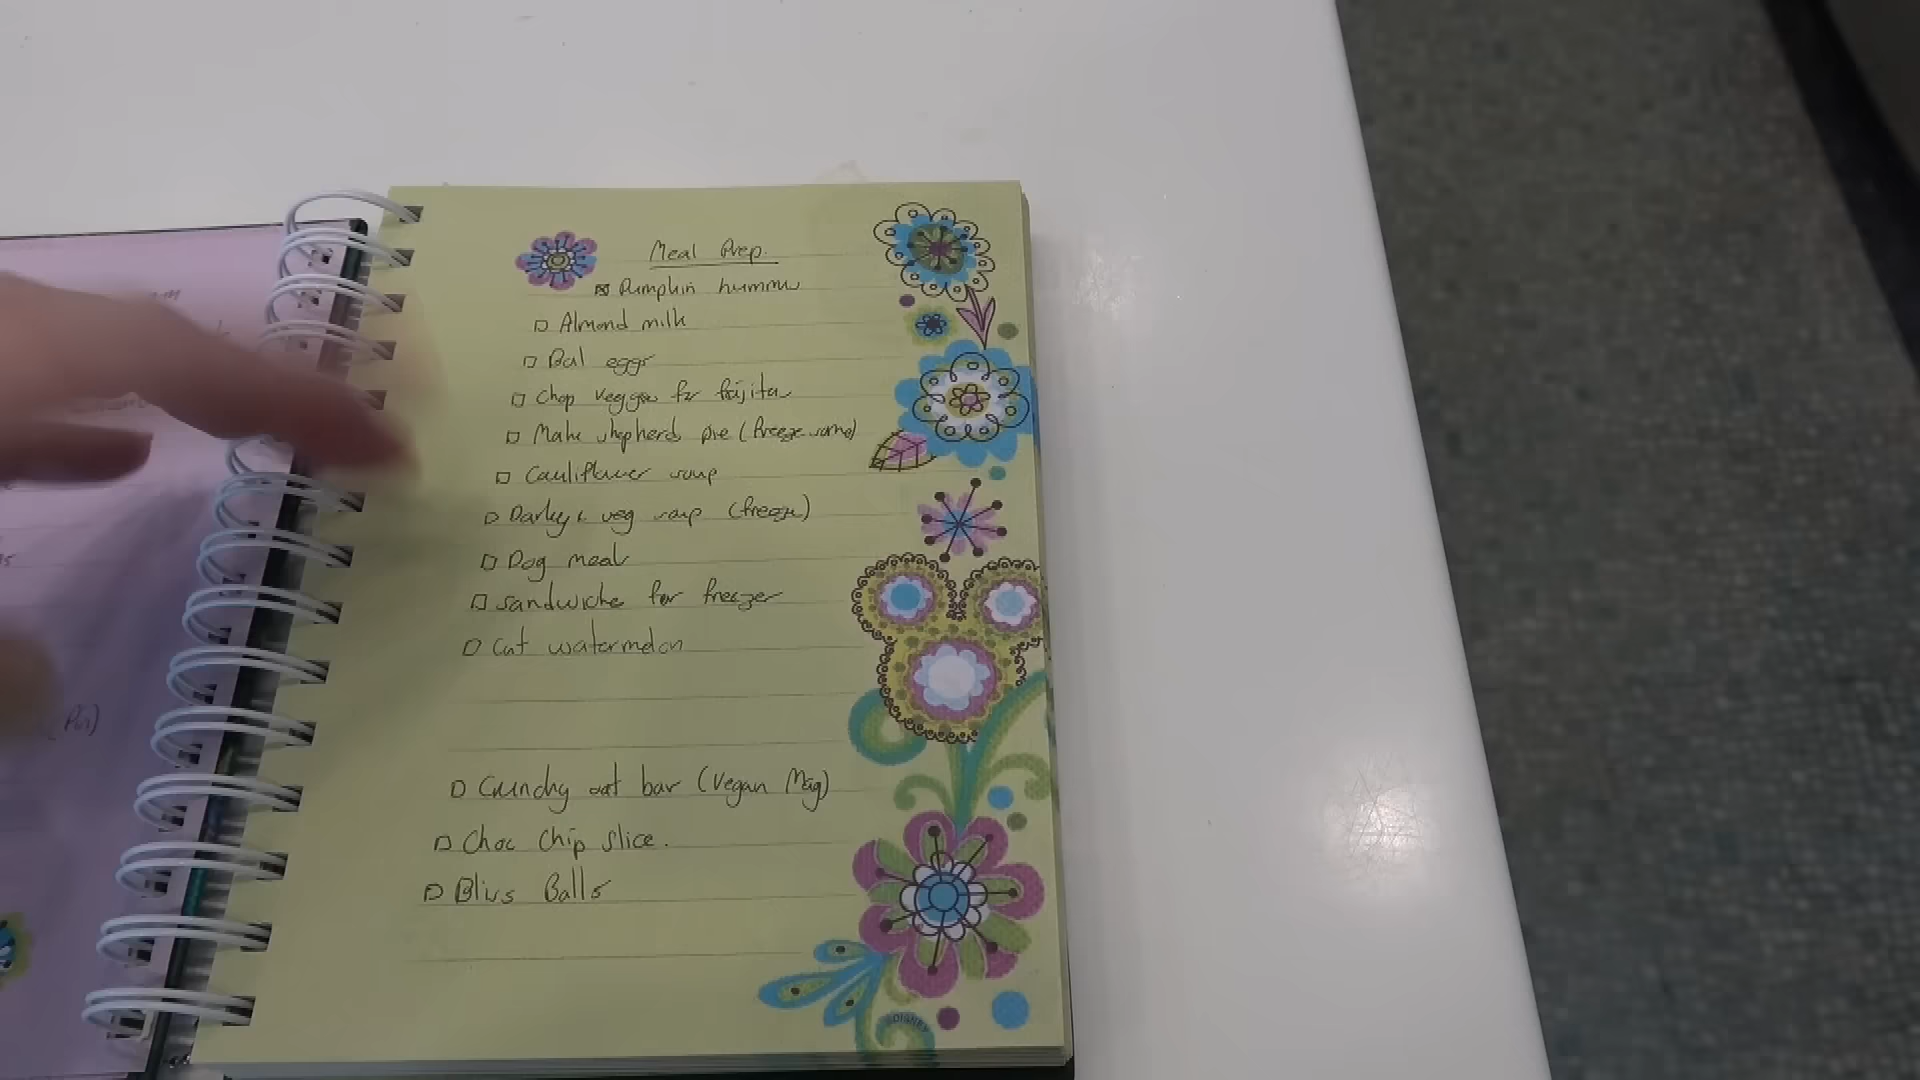 Meal Prep.
☒ Pumpkin hummus
☐ Almond milk
☐ Boil eggs
☐ Chop veggies for fajitas
☐ Make shepherds pie (freeze some)
☐ Cauliflower soup
☐ Barley & veg soup (freeze)
☐ Dog meal
☐ Sandwiches for freezer
☐ Cut watermelon
☐ Crunchy oat bar (Vegan Mag)
☐ Choc Chip Slice.
☐ Bliss Balls
©DISNEY